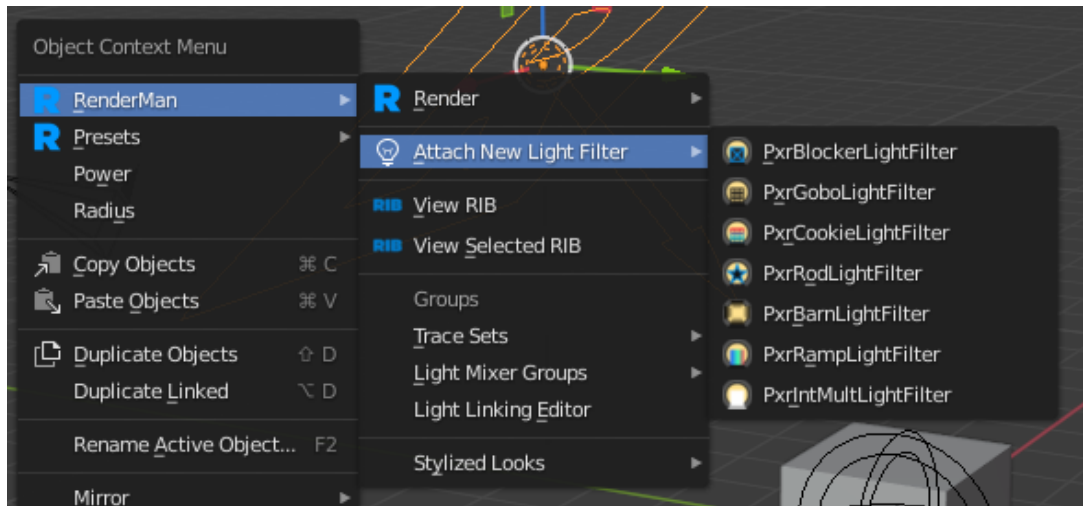 Object Context Menu
RenderMan
Presets
Power
Radius
Copy Objects ⌘ C
Paste Objects ⌘ V
Duplicate Objects ⇧ D
Duplicate Linked ⌥ D
Rename Active Object... F2
Mirror
R Render
Attach New Light Filter
RIB View RIB
RIB View Selected RIB
Groups
Trace Sets
Light Mixer Groups
Light Linking Editor
Stylized Looks
PxrBlockerLightFilter
PxrGoboLightFilter
PxrCookieLightFilter
PxrRodLightFilter
PxrBarnLightFilter
PxrRampLightFilter
PxrIntMultLightFilter